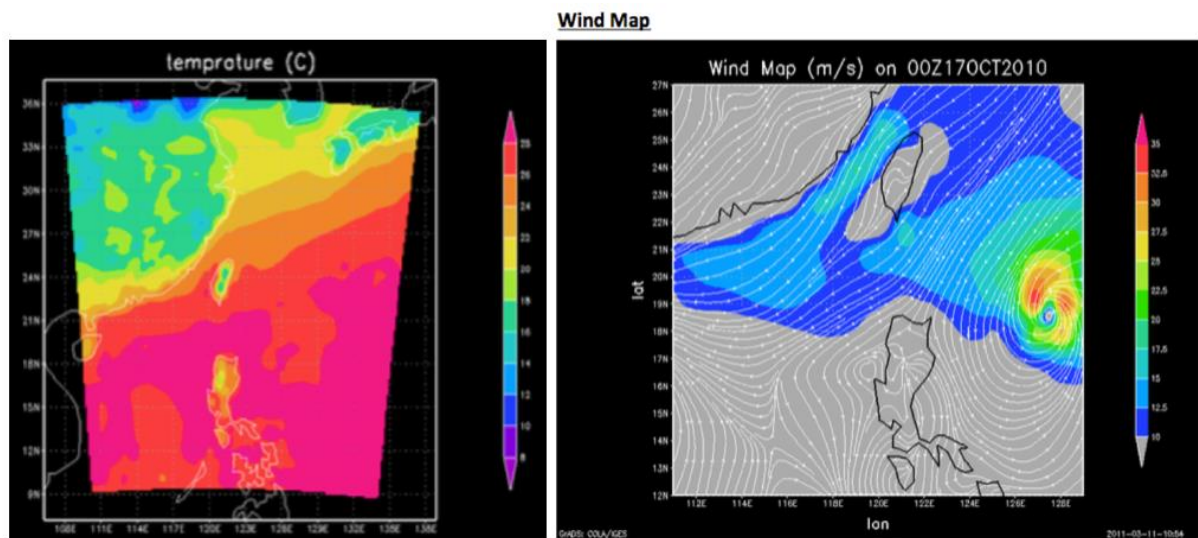 Wind Map
temprature (C)
36N
33N
30N
27N
24N
21N
18N
15N
12N
9N
108E 111E 114E 117E 120E 123E 126E 129E 132E 135E 138E
26
24
22
20
18
16
14
12
10
8
Wind Map (m/s) on 00Z17OCT2010
27N
26N
25N
24N
23N
22N
21N
20N
19N
18N
17N
16N
15N
14N
13N
12N
lat
112E 114E 116E 118E 120E 122E 124E 126E 128E
lon
35
32.5
30
27.5
25
22.5
20
17.5
15
12.5
10
GrADS: COLA/IGES
2011-03-11-10:54